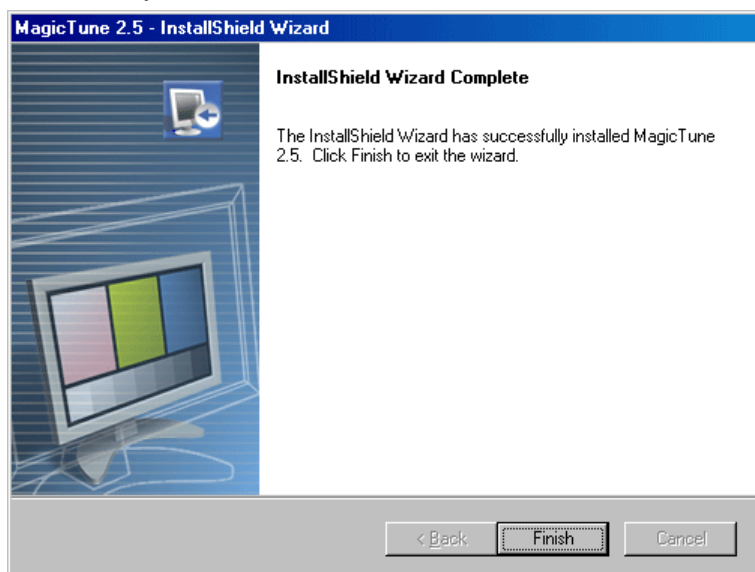 MagicTune 2.5 - InstallShield Wizard
InstallShield Wizard Complete
The InstallShield Wizard has successfully installed MagicTune
2.5. Click Finish to exit the wizard.
< Back
Finish
Cancel